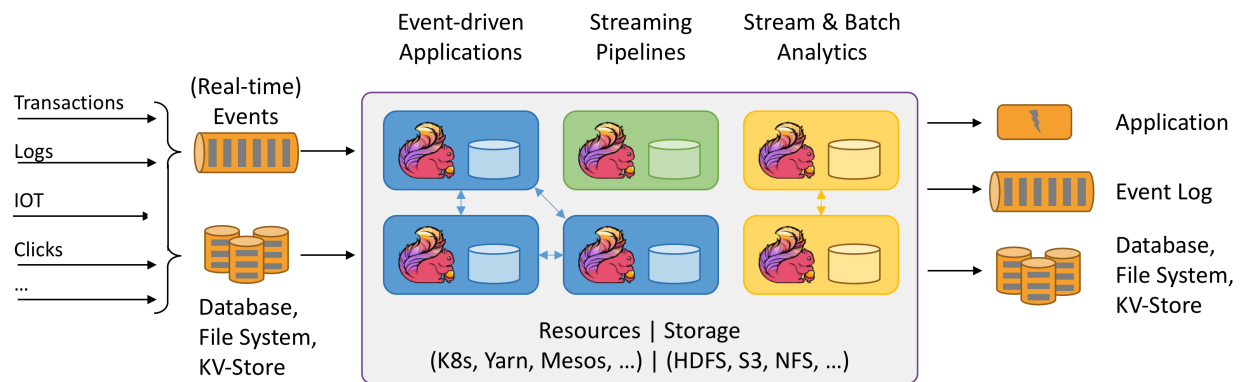 Event-driven
Applications
Streaming
Pipelines
Stream & Batch
Analytics
Transactions
Logs
IOT
Clicks
...
(Real-time)
Events
Database,
File System,
KV-Store
Resources | Storage
(K8s, Yarn, Mesos, ...) | (HDFS, S3, NFS, ...)
Application
Event Log
Database,
File System,
KV-Store